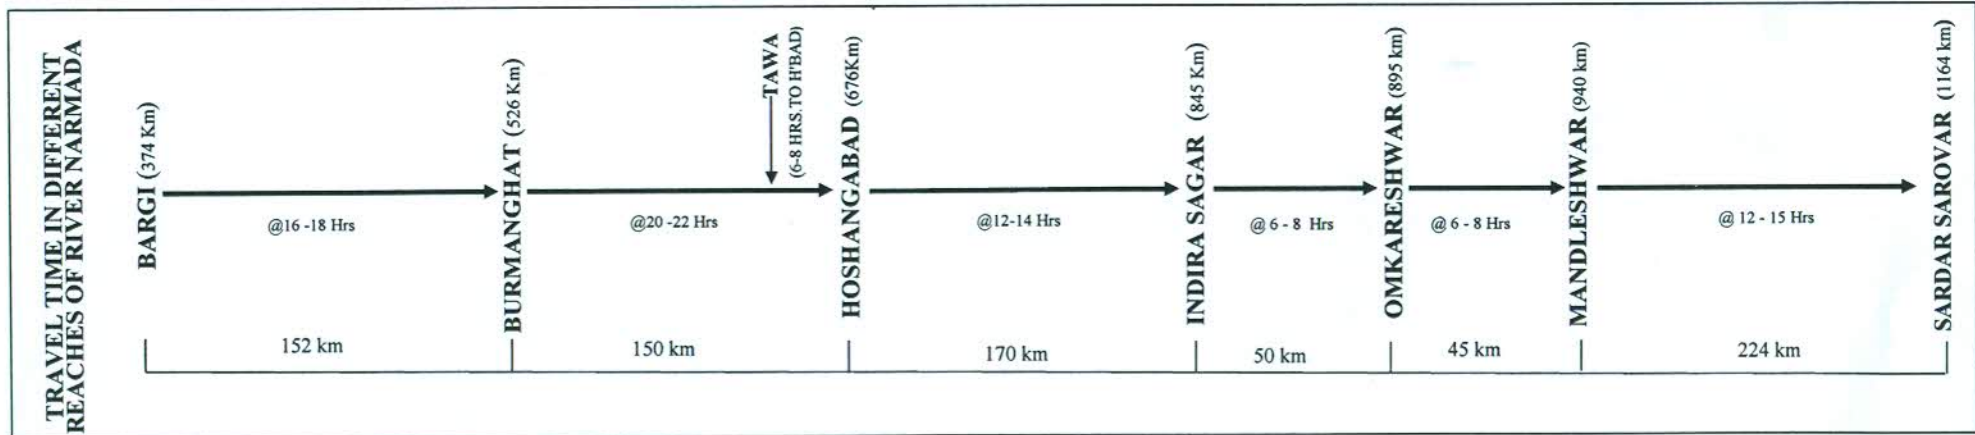 TRAVEL TIME IN DIFFERENT
REACHES OF RIVER NARMADA
BARGI (374 Km)
@16 -18 Hrs
BURMANGHAT (526 Km)
@20 -22 Hrs
TAWA
(6-8 HRS.TO H'BAD)
HOSHANGABAD (676Km)
@12-14 Hrs
INDIRA SAGAR (845 Km)
@ 6 - 8 Hrs
OMKARESHWAR (895 km)
@ 6 - 8 Hrs
MANDLESHWAR (940 km)
@ 12 - 15 Hrs
SARDAR SAROVAR (1164 km)
152 km
150 km
170 km
50 km
45 km
224 km